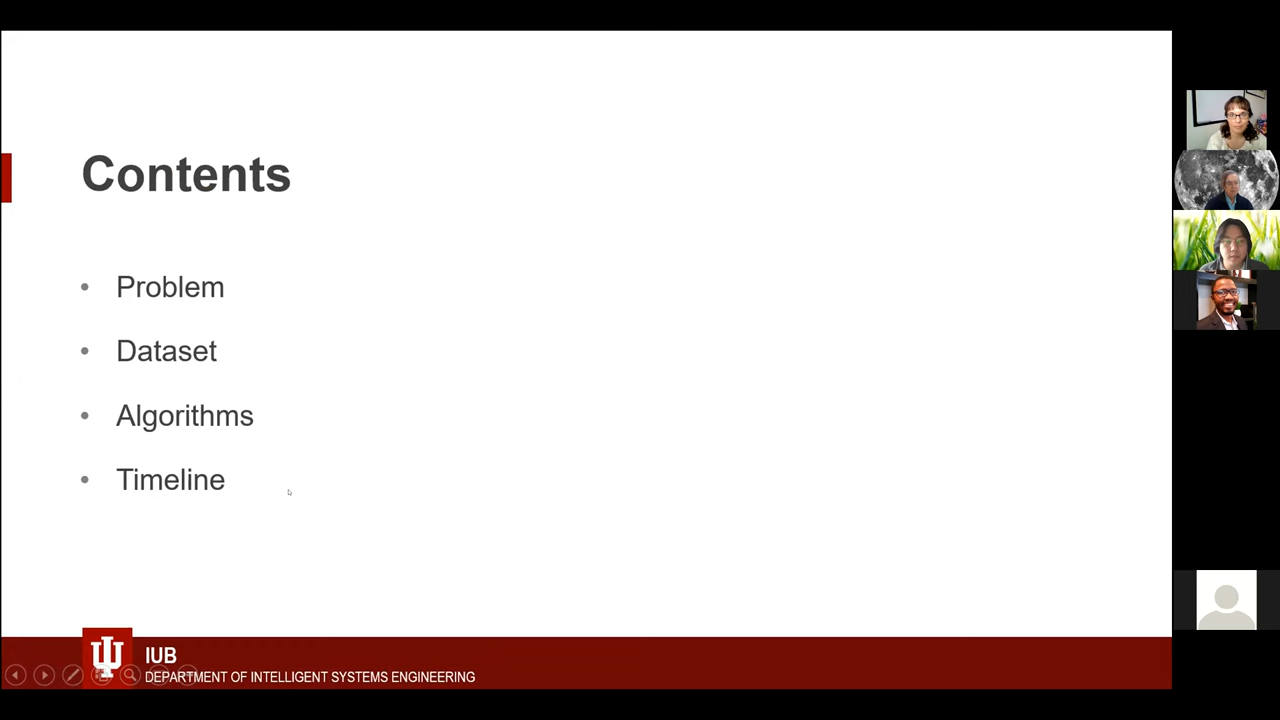 Contents
• Problem
• Dataset
• Algorithms
• Timeline
IUB
DEPARTMENT OF INTELLIGENT SYSTEMS ENGINEERING